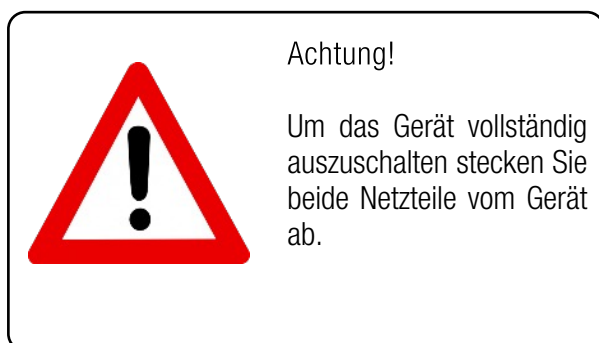 Achtung!
Um das Gerät vollständig
auszuschalten stecken Sie
beide Netzteile vom Gerät
ab.